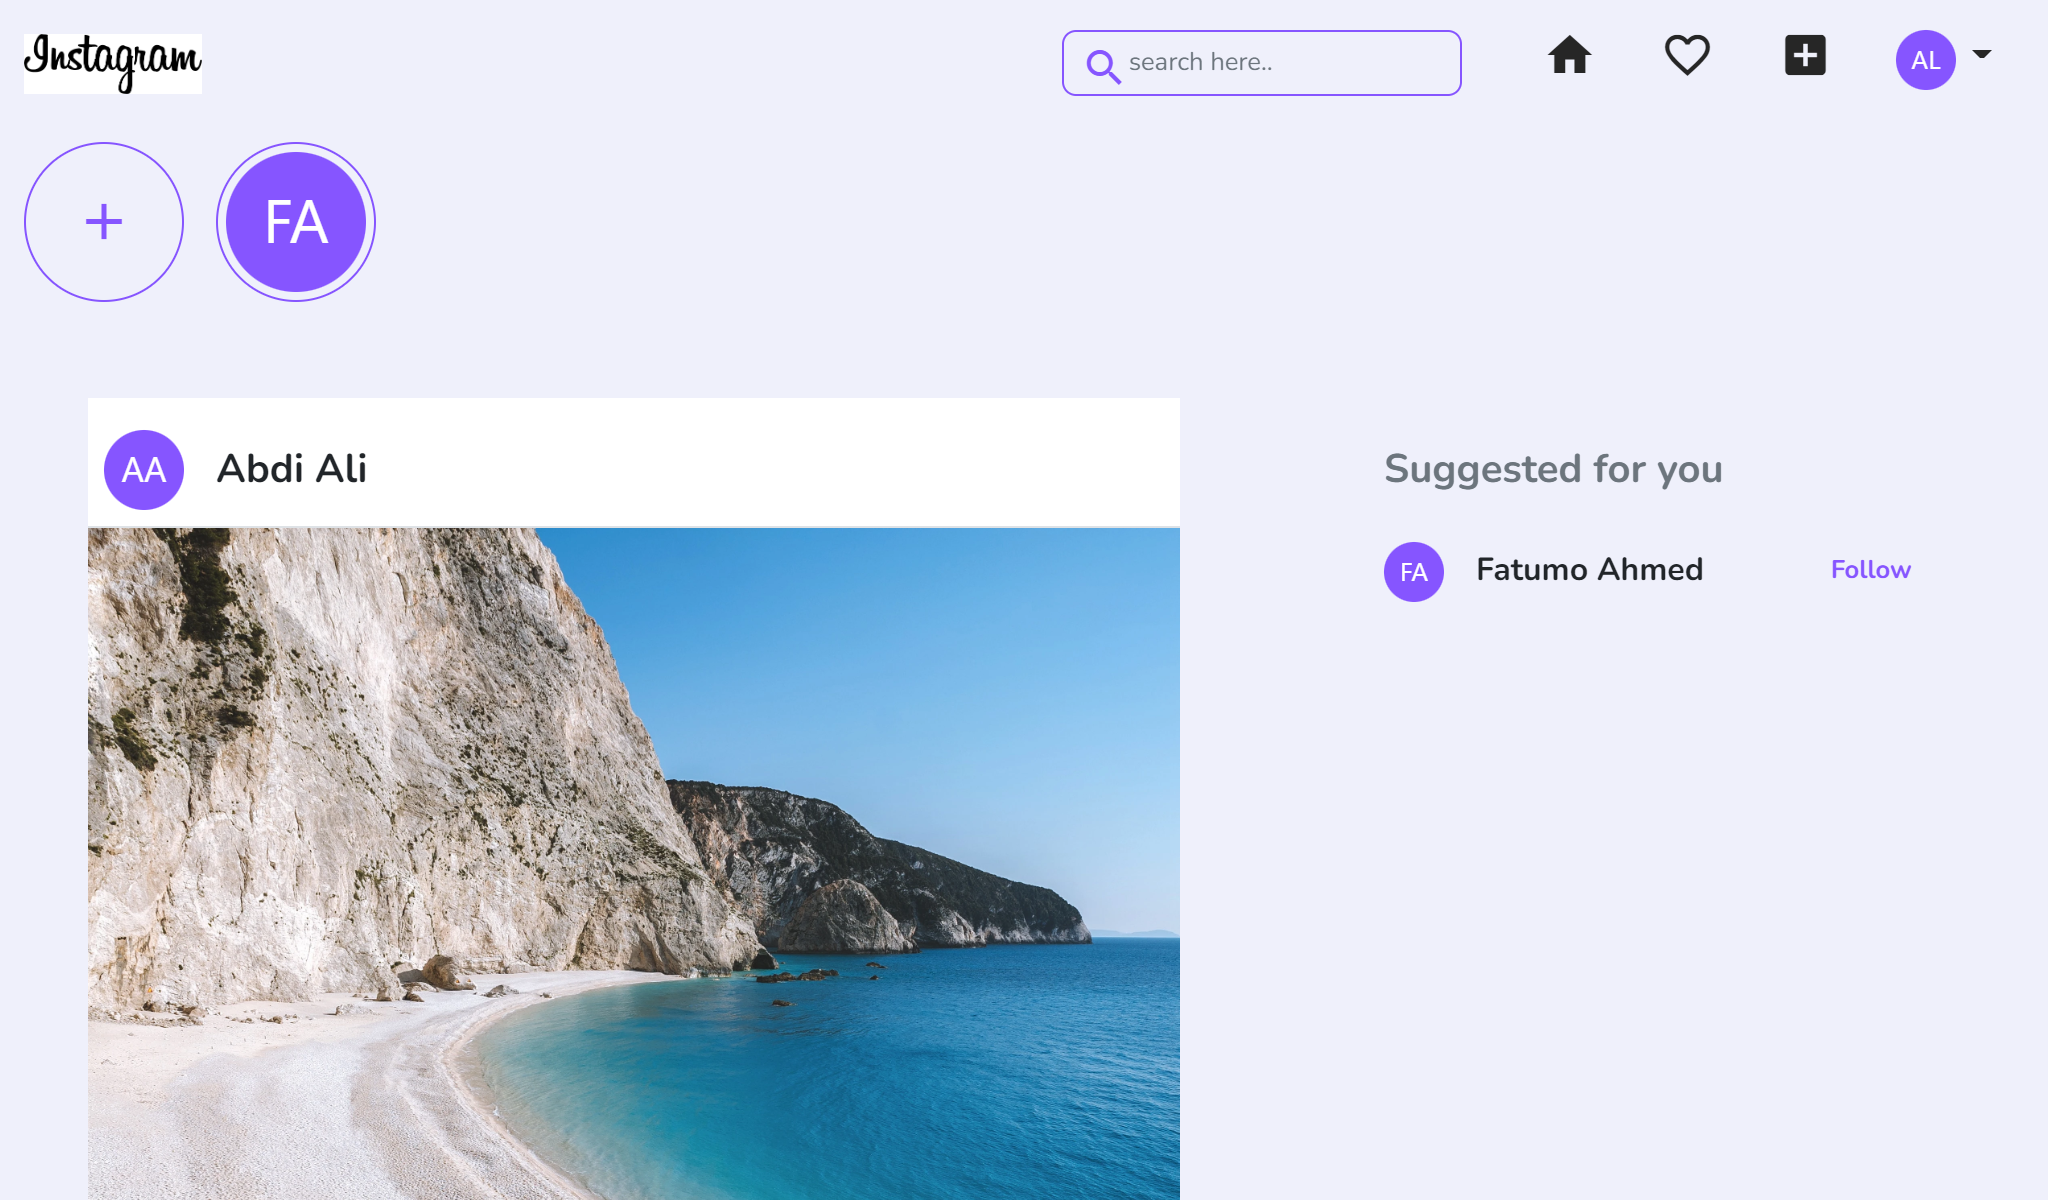 Instagram
search here..
AL
FA
AA
Abdi Ali
Suggested for you
FA
Fatumo Ahmed
Follow